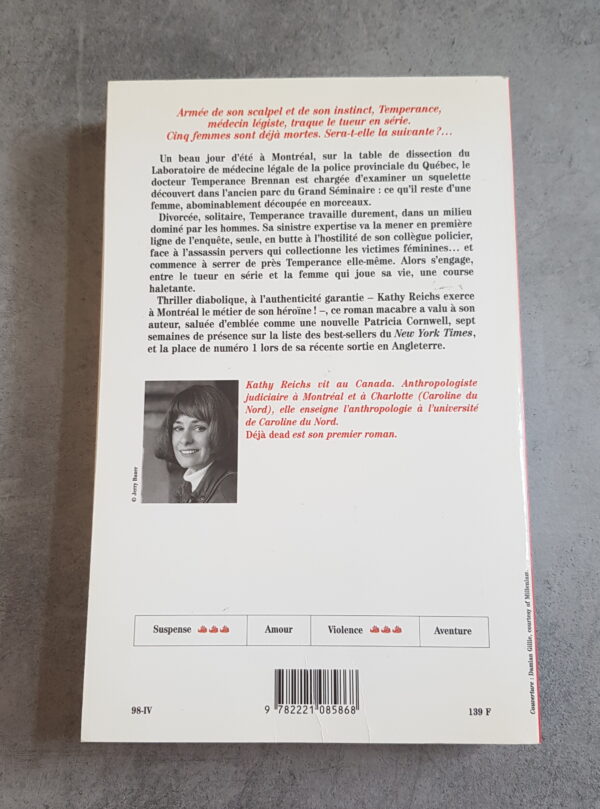 Armée de son scalpel et de son instinct, Temperance,
médecin légiste, traque le tueur en série.
Cinq femmes sont déjà mortes. Sera-t-elle la suivante ?...
Un beau jour d'été à Montréal, sur la table de dissection du
Laboratoire de médecine légale de la police provinciale du Québec, le
docteur Temperance Brennan est chargée d'examiner un squelette
découvert dans l'ancien parc du Grand Séminaire : ce qu'il reste d'une
femme, abominablement découpée en morceaux.
Divorcée, solitaire, Temperance travaille durement, dans un milieu
dominé par les hommes. Sa sinistre expertise va la mener en première
ligne de l'enquête, seule, en butte à l'hostilité de son collègue policier,
face à l'assassin pervers qui collectionne les victimes féminines... et
commence à serrer de près Temperance elle-même. Alors s'engage,
entre le tueur en série et la femme qui joue sa vie, une course
haletante.
Thriller diabolique, à l'authenticité garantie – Kathy Reichs exerce
à Montréal le métier de son héroïne ! –, ce roman macabre a valu à son
auteur, saluée d'emblée comme une nouvelle Patricia Cornwell, sept
semaines de présence sur la liste des best-sellers du New York Times,
et la place de numéro 1 lors de sa récente sortie en Angleterre.
Kathy Reichs vit au Canada. Anthropologiste
judiciaire à Montréal et à Charlotte (Caroline du
Nord), elle enseigne l'anthropologie à l'université
de Caroline du Nord.
Déjà dead est son premier roman.
© Jerry Bauer
Suspense
Amour
Violence
Aventure
98-IV
9 782221 085868
139 F
Couverture : Damian Gillie, courtesy of Millenium.